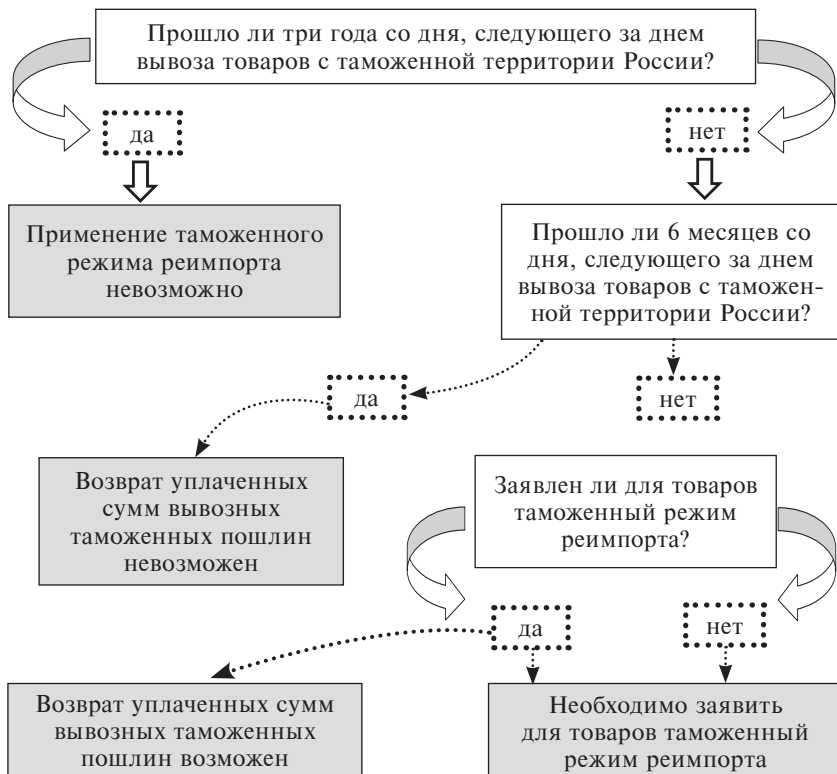 Прошло ли три года со дня, следующего за днем
вывоза товаров с таможенной территории России?
да
нет
Применение таможенного
режима реимпорта
невозможно
Прошло ли 6 месяцев со
дня, следующего за днем
вывоза товаров с таможен-
ной территории России?
да
нет
Возврат уплаченных
сумм вывозных
таможенных пошлин
невозможен
Заявлен ли для товаров
таможенный режим
реимпорта?
да
нет
Возврат уплаченных сумм
вывозных таможенных
пошлин возможен
Необходимо заявить
для товаров таможенный
режим реимпорта